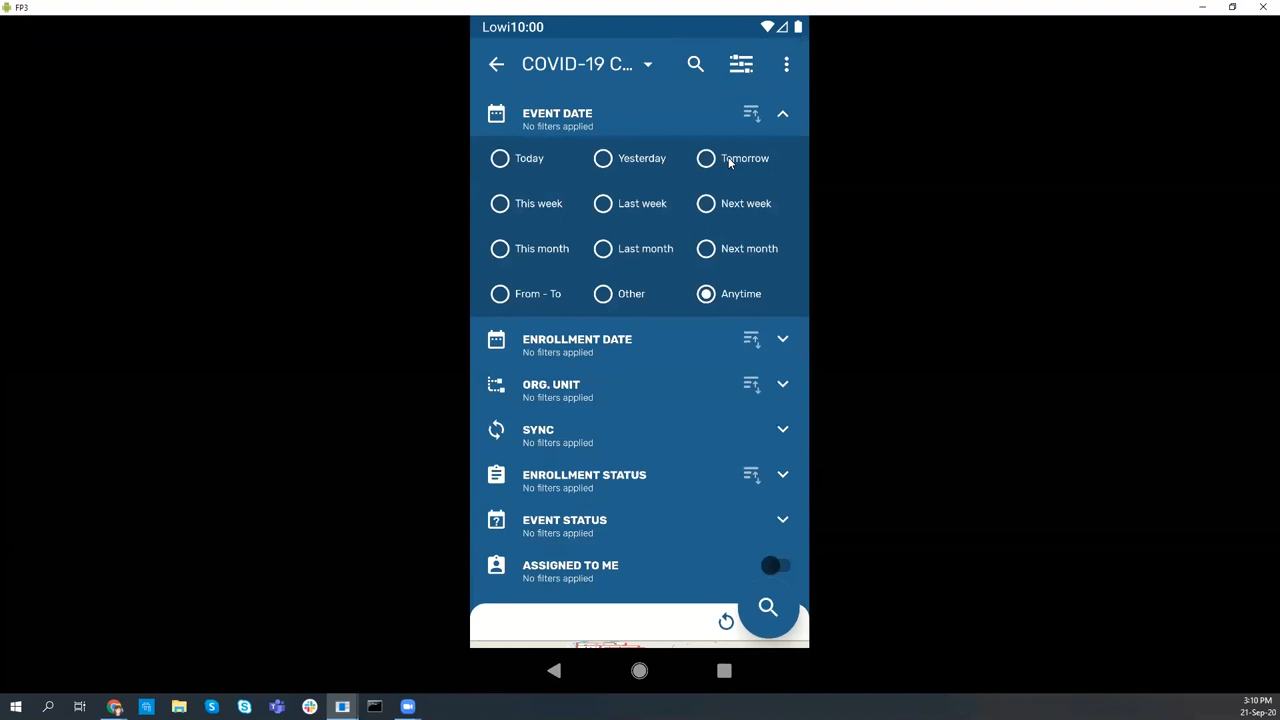 FP3
Lowi10:00
COVID-19 C...
EVENT DATE
No filters applied
Today
Yesterday
Tomorrow
This week
Last week
Next week
This month
Last month
Next month
From - To
Other
Anytime
ENROLLMENT DATE
No filters applied
ORG. UNIT
No filters applied
SYNC
No filters applied
ENROLLMENT STATUS
No filters applied
EVENT STATUS
No filters applied
ASSIGNED TO ME
No filters applied
3:10 PM
21-Sep-20